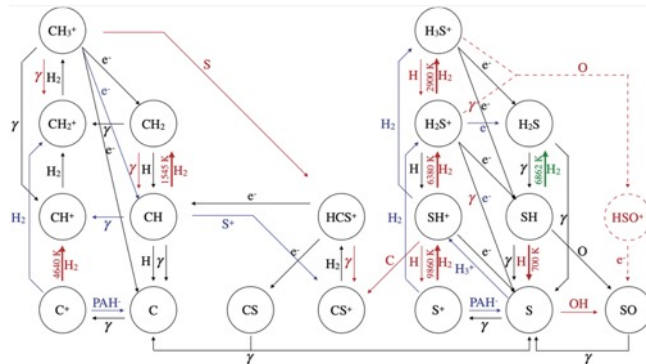 CH₃⁺ H₃S⁺
e⁻ S e⁻ O
γ H₂ e⁻ H 2900 K H₂
γ H₂ γ
CH₂⁺ γ CH₂ H₂S⁺ e⁻ H₂S
H₂ e⁻ γ H 1545 K H₂ H 6380 K H₂ e⁻ γ 6862 K H₂
e⁻ γ
CH⁺ γ CH HCS⁺ SH⁺ SH HSO⁺
H₂ S⁺ H₂ γ
4640 K H₂ H γ e⁻ H₂ γ C H 9860 K H₂ e⁻ H₃⁺ γ H 700 K O e⁻
C⁺ PAH⁻ C CS CS⁺ S⁺ PAH⁻ S OH SO
γ γ
γ γ